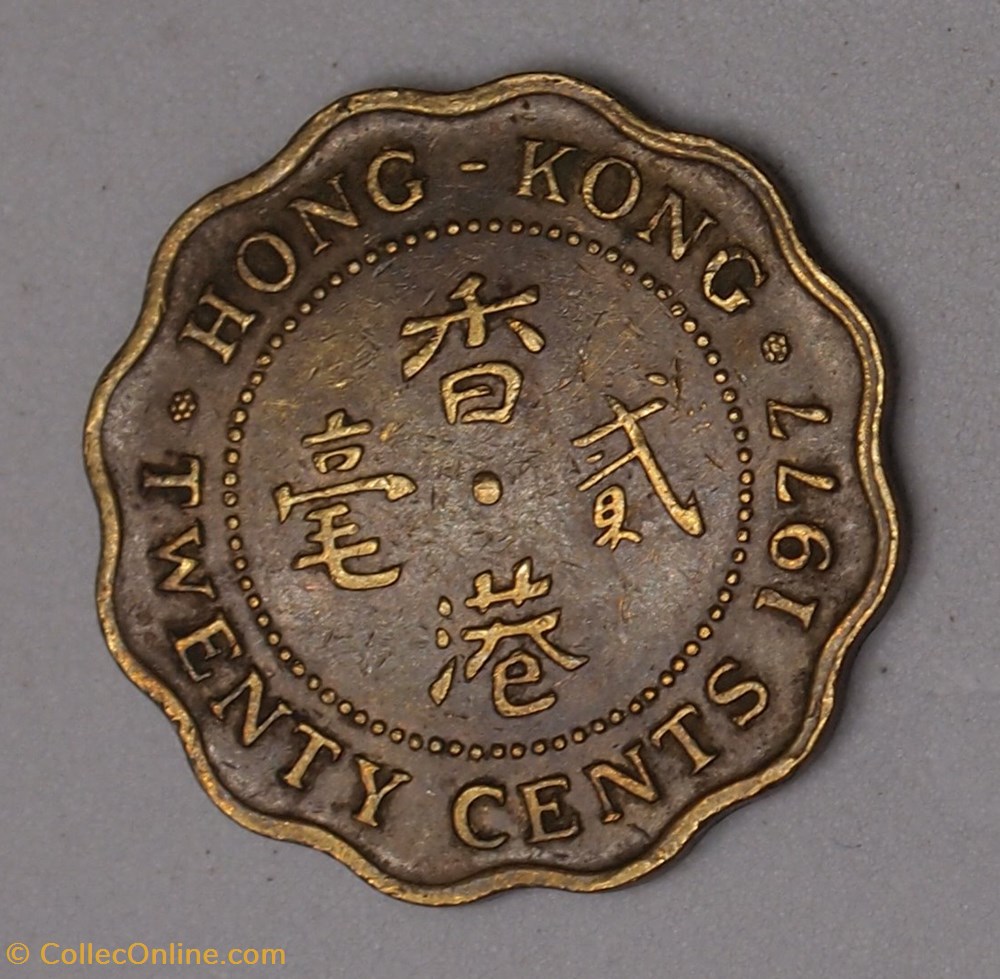 HONG - KONG
1977
TWENTY CENTS
香港
貳毫
© CollecOnline.com